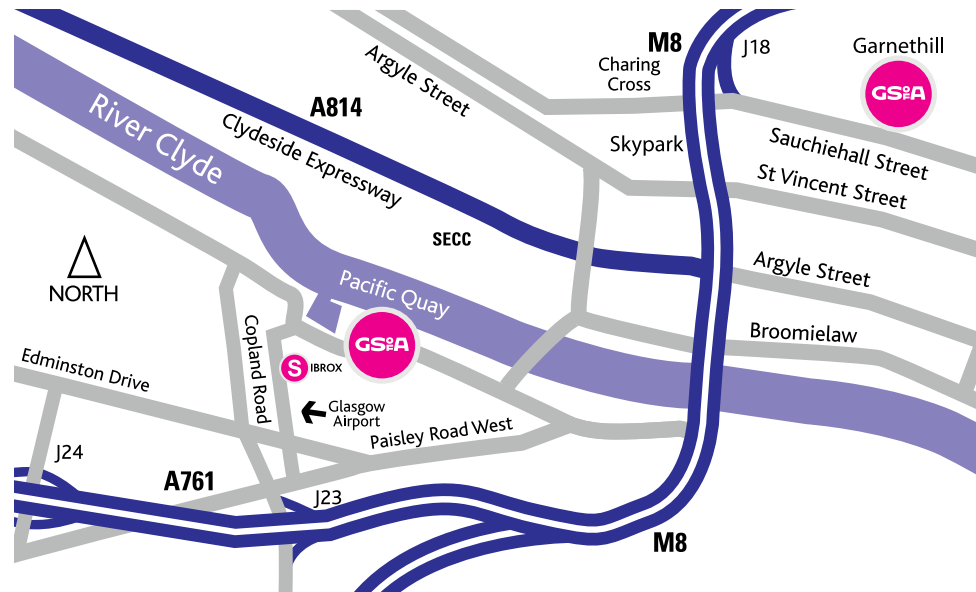 M8
J18
Garnethill
GSOFA
Charing
Cross
Argyle Street
A814
Clydeside Expressway
River Clyde
Skypark
Sauchiehall Street
St Vincent Street
SECC
NORTH
Pacific Quay
Argyle Street
Broomielaw
GSOFA
S
IBROX
Copland Road
Edminston Drive
Glasgow
Airport
Paisley Road West
J24
A761
J23
M8